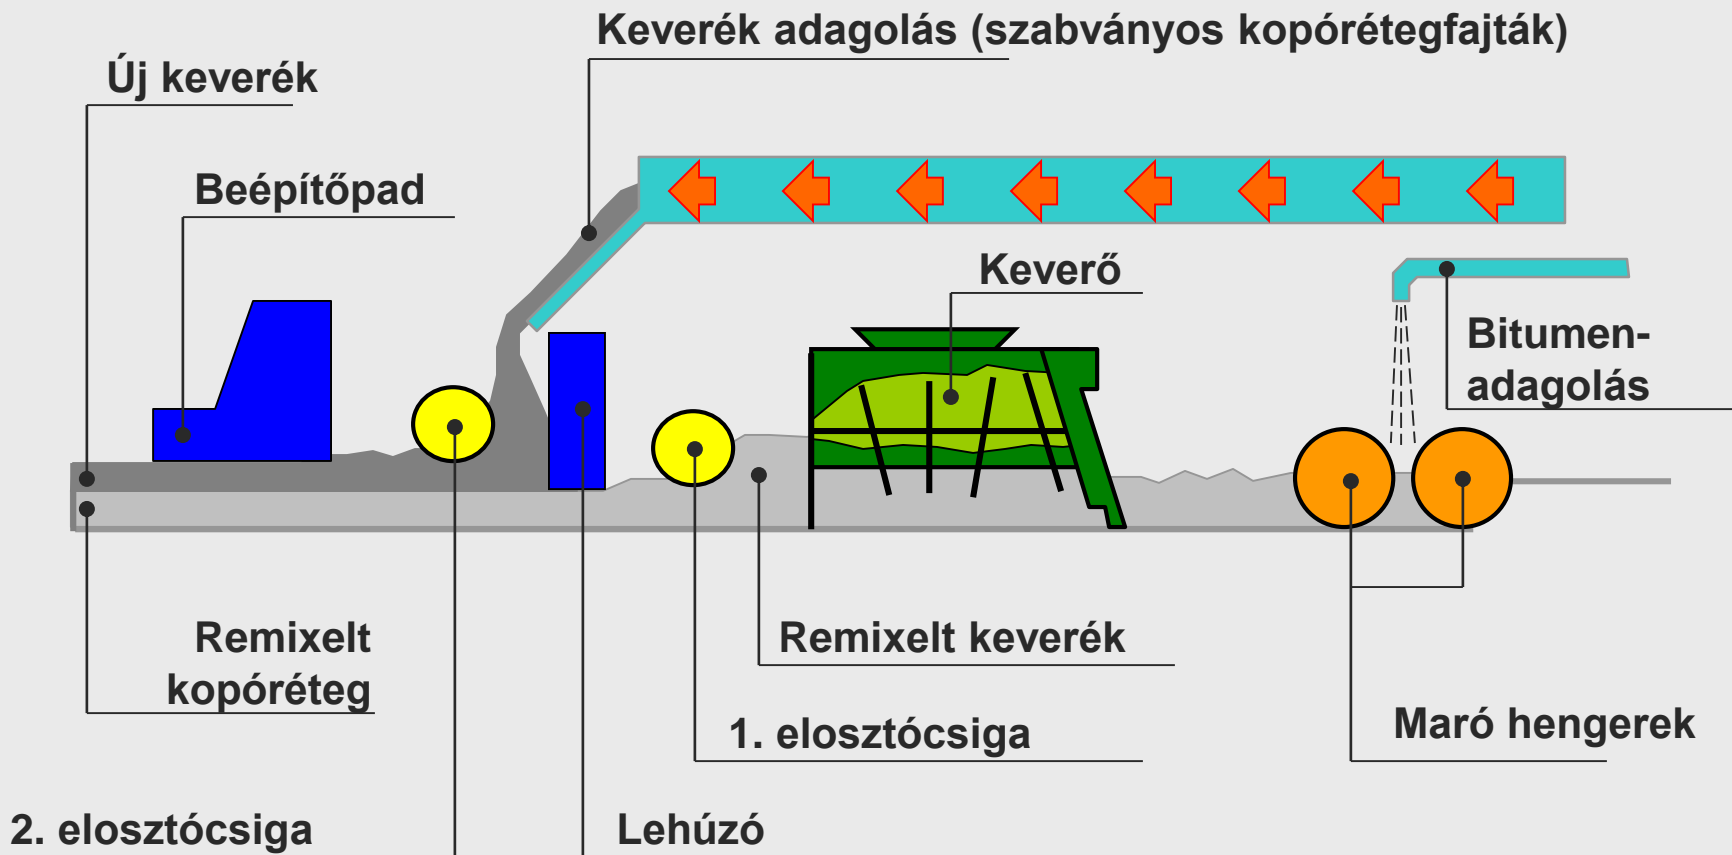 Keverék adagolás (szabványos kopórétegfajták)
Új keverék
Beépítőpad
Keverő
Bitumen-
adagolás
Remixelt
kopóréteg
Remixelt keverék
1. elosztócsiga
Maró hengerek
2. elosztócsiga
Lehúzó